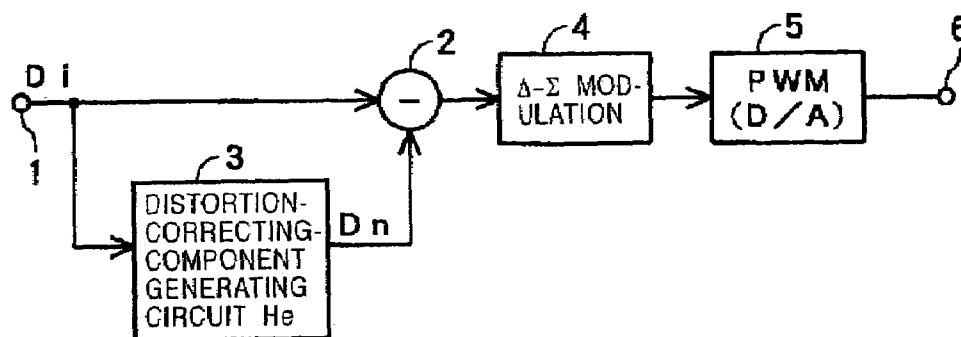 2
4
5
6
D i
−
Δ-Σ MOD-
ULATION
PWM
(D/A)
1
3
DISTORTION-
CORRECTING-
COMPONENT
GENERATING
CIRCUIT He
D n